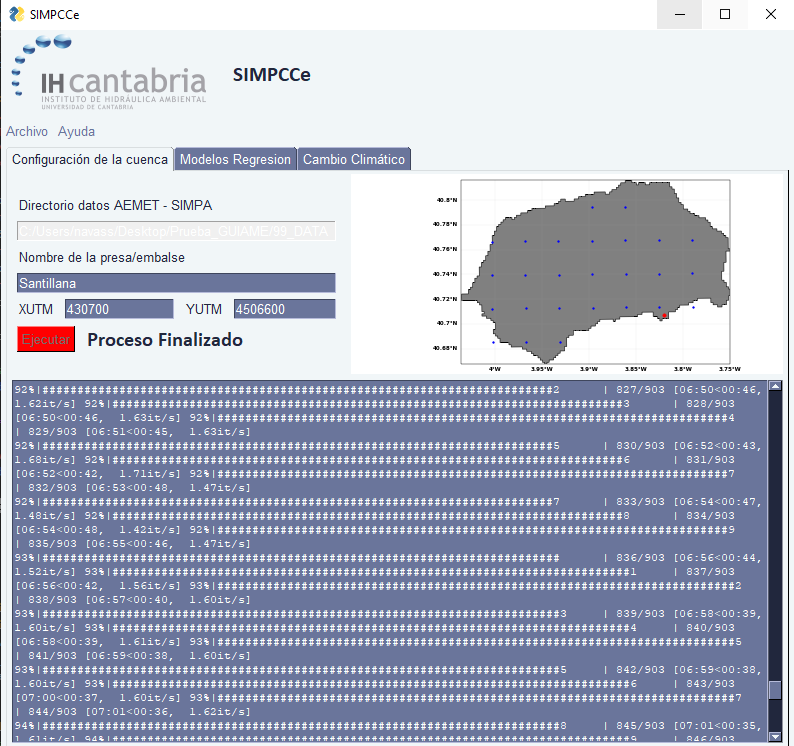 SIMPCCe
IHcantabria
INSTITUTO DE HIDRÁULICA AMBIENTAL
UNIVERSIDAD DE CANTABRIA
SIMPCCe
Archivo Ayuda
Configuración de la cuenca Modelos Regresion Cambio Climático
Directorio datos AEMET - SIMPA
C:/Users/navass/Desktop/Prueba_GUIAME/99_DATA
Nombre de la presa/embalse
Santillana
XUTM 430700 YUTM 4506600
Ejecutar Proceso Finalizado
40.8°N
40.78°N
40.76°N
40.74°N
40.72°N
40.7°N
40.68°N
4°W 3.95°W 3.9°W 3.85°W 3.8°W 3.75°W
92%|##########################################################################2 | 827/903 [06:50<00:46,
1.62it/s] 92%|##########################################################################3 | 828/903
[06:50<00:46, 1.63it/s] 92%|##########################################################################4
| 829/903 [06:51<00:45, 1.63it/s]
92%|##########################################################################5 | 830/903 [06:52<00:43,
1.68it/s] 92%|##########################################################################6 | 831/903
[06:52<00:42, 1.71it/s] 92%|##########################################################################7
| 832/903 [06:53<00:48, 1.47it/s]
92%|##########################################################################7 | 833/903 [06:54<00:47,
1.48it/s] 92%|##########################################################################8 | 834/903
[06:54<00:48, 1.42it/s] 92%|##########################################################################9
| 835/903 [06:55<00:46, 1.47it/s]
93%|########################################################################### | 836/903 [06:56<00:44,
1.52it/s] 93%|###########################################################################1 | 837/903
[06:56<00:42, 1.56it/s] 93%|###########################################################################2
| 838/903 [06:57<00:40, 1.60it/s]
93%|###########################################################################3 | 839/903 [06:58<00:39,
1.60it/s] 93%|###########################################################################4 | 840/903
[06:58<00:39, 1.61it/s] 93%|###########################################################################5
| 841/903 [06:59<00:38, 1.60it/s]
93%|###########################################################################5 | 842/903 [06:59<00:38,
1.60it/s] 93%|###########################################################################6 | 843/903
[07:00<00:37, 1.60it/s] 93%|###########################################################################7
| 844/903 [07:01<00:36, 1.62it/s]
94%|###########################################################################8 | 845/903 [07:01<00:35,
1.61it/s] 94%|###########################################################################9 | 846/903